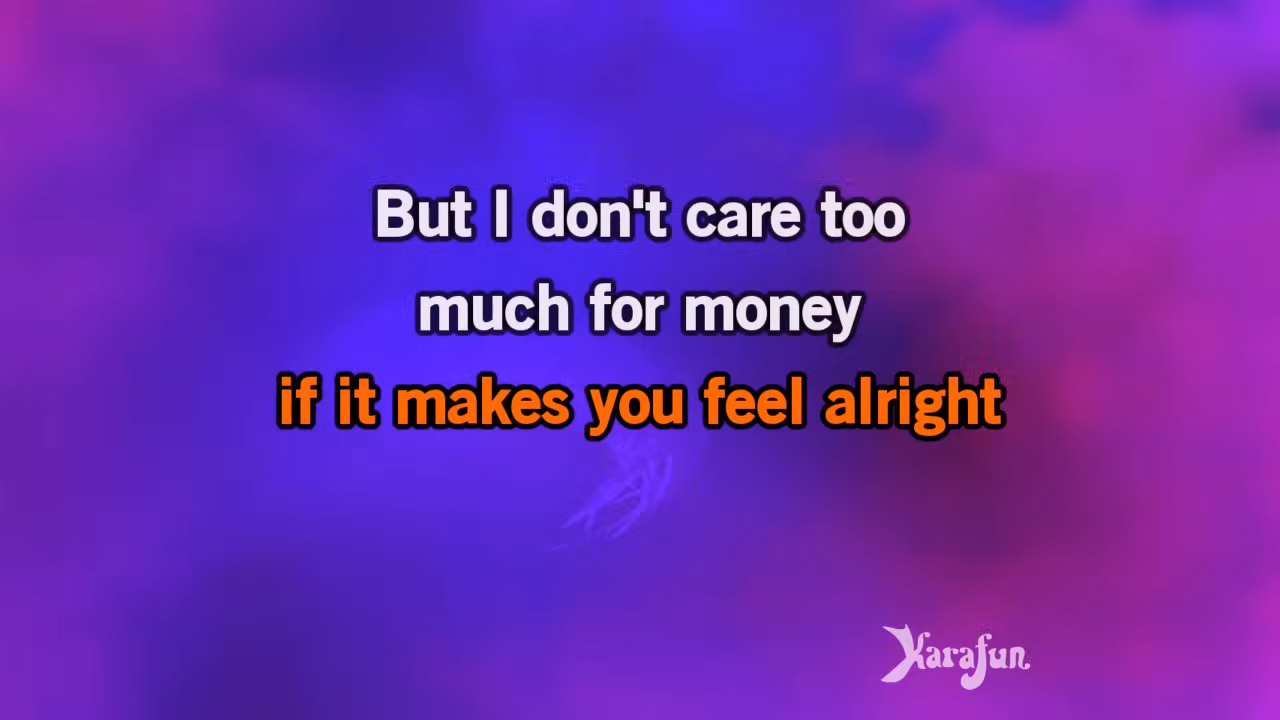 But I don't care too
much for money
if it makes you feel alright
Karafun